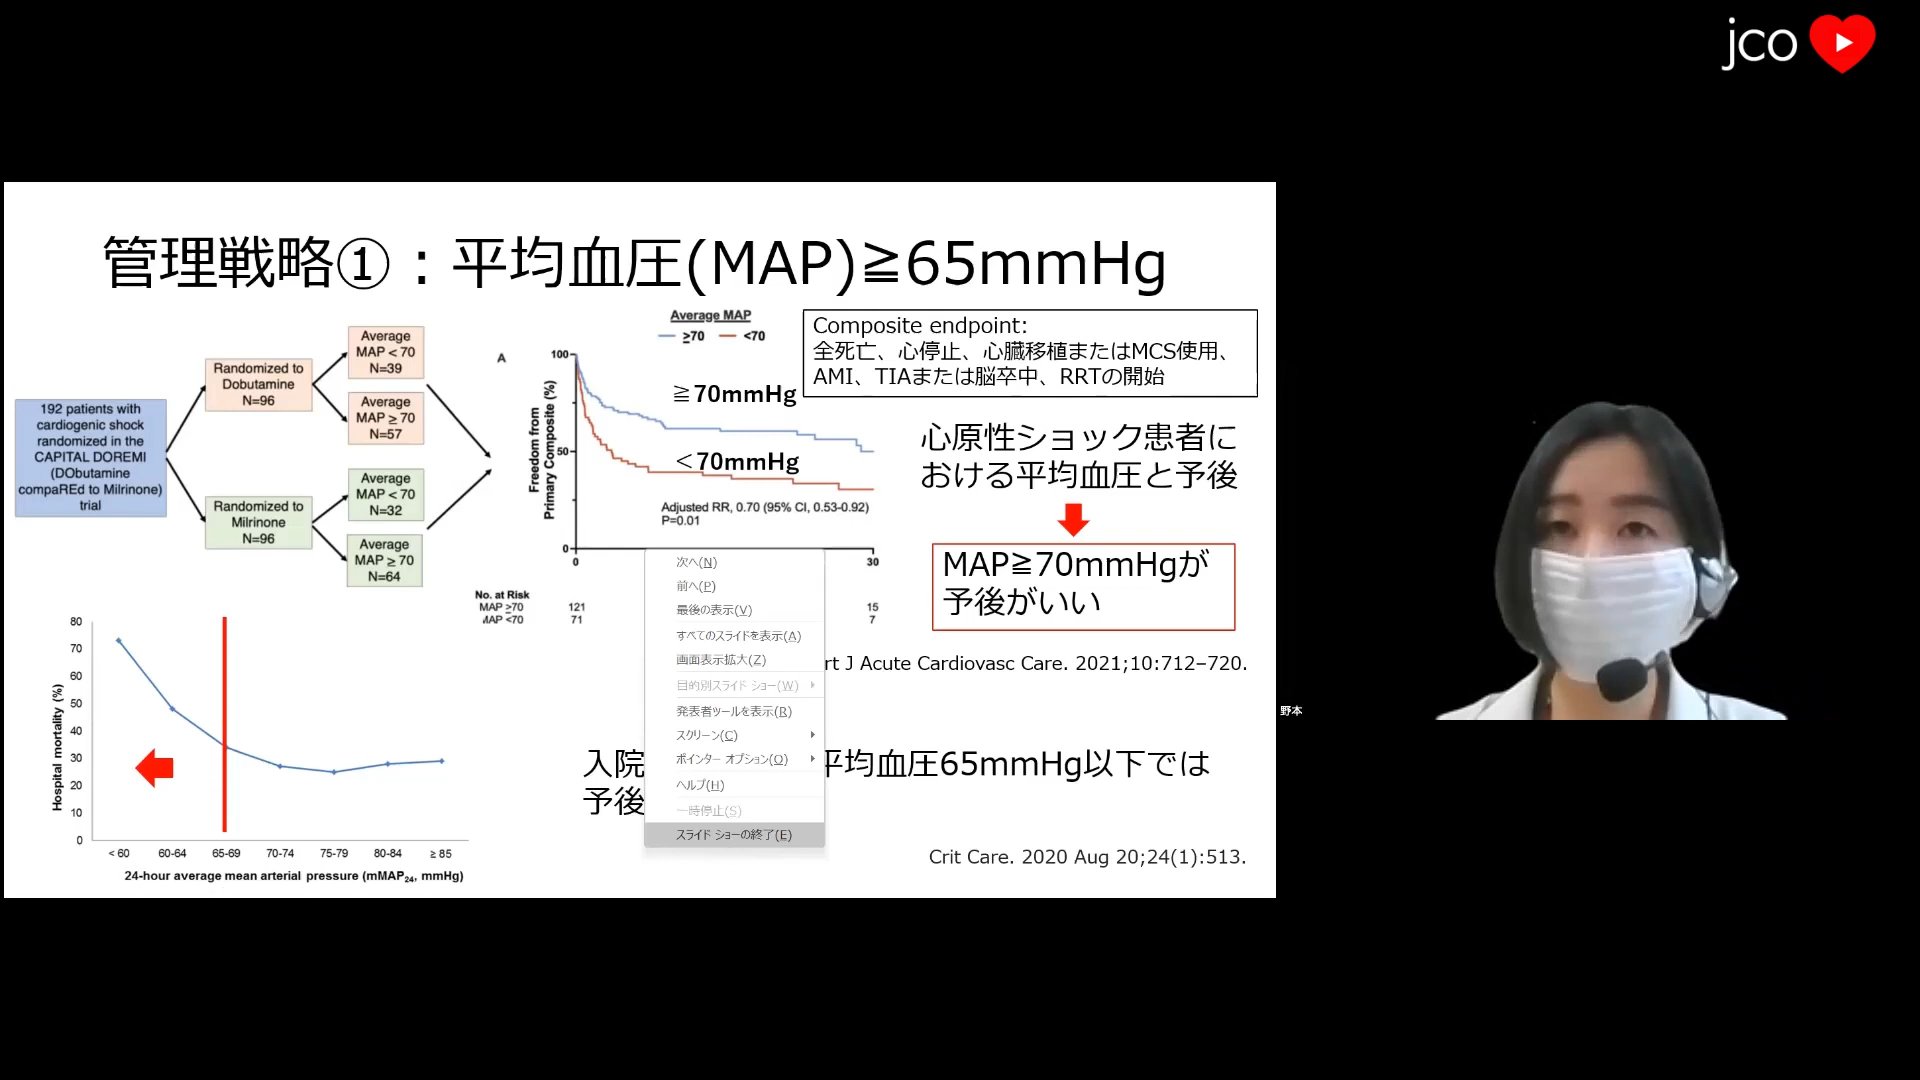 jco
管理戦略①：平均血圧(MAP)≧65mmHg
192 patients with
cardiogenic shock
randomized in the
CAPITAL DOREMI
(DObutamine
compaREd to Milrinone)
trial
Randomized to
Dobutamine
N=96
Randomized to
Milrinone
N=96
Average
MAP < 70
N=39
Average
MAP ≥ 70
N=57
Average
MAP < 70
N=32
Average
MAP ≥ 70
N=64
A
Average MAP
≥70
<70
Freedom from
Primary Composite (%)
100
50
0
0
30
≧70mmHg
＜70mmHg
Adjusted RR, 0.70 (95% CI, 0.53-0.92)
P=0.01
No. at Risk
MAP ≥70
121
15
MAP <70
71
7
Composite endpoint:
全死亡、心停止、心臓移植またはMCS使用、
AMI、TIAまたは脳卒中、RRTの開始
心原性ショック患者に
おける平均血圧と予後
MAP≧70mmHgが
予後がいい
rt J Acute Cardiovasc Care. 2021;10:712–720.
次へ(N)
前へ(P)
最後の表示(V)
すべてのスライドを表示(A)
画面表示拡大(Z)
目的別スライド ショー(W)
発表者ツールを表示(R)
スクリーン(C)
ポインター オプション(O)
ヘルプ(H)
一時停止(S)
スライド ショーの終了(E)
Hospital mortality (%)
80
70
60
50
40
30
20
10
0
< 60
60-64
65-69
70-74
75-79
80-84
≥ 85
24-hour average mean arterial pressure (mMAP24, mmHg)
入院
平均血圧65mmHg以下では
予後
Crit Care. 2020 Aug 20;24(1):513.
野本